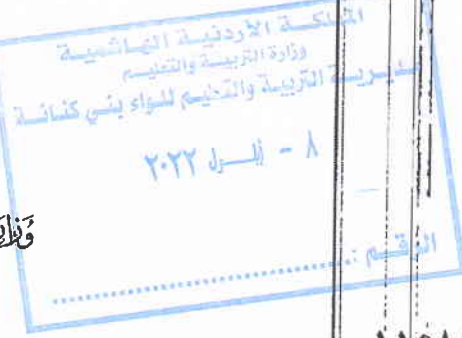 المملكة الأردنية الهاشمية
وزارة التربية والتعليم
مديرية التربية والتعليم للواء بني كنانة
٨ - أيلول ٢٠٢٢
الرقم :